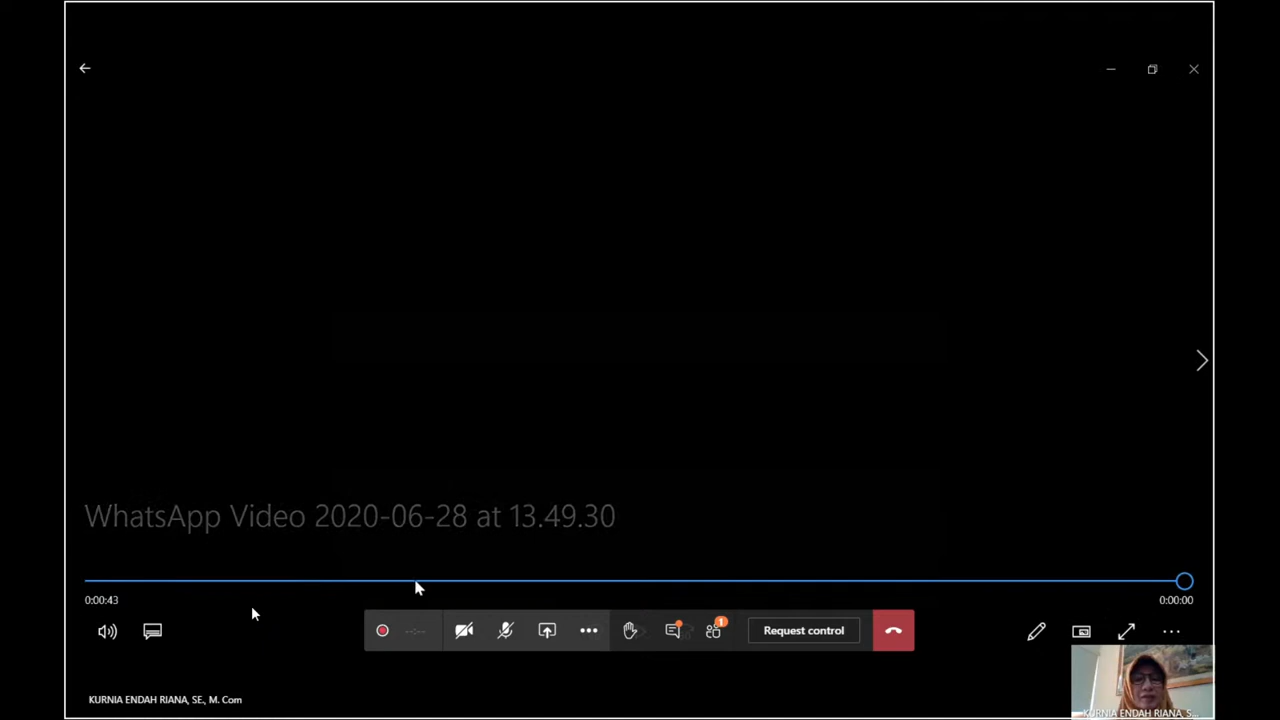 WhatsApp Video 2020-06-28 at 13.49.30
0:00:43
0:00:00
--:--
1
Request control
KURNIA ENDAH RIANA, SE., M. Com
KURNIA ENDAH RIANA, S...